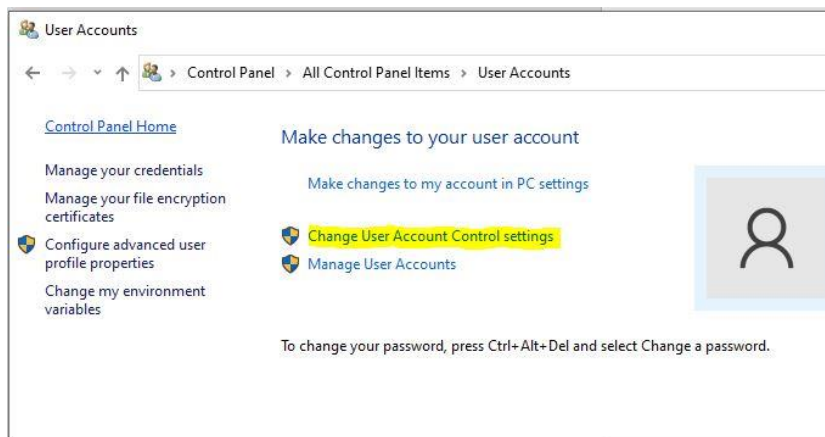 User Accounts
Control Panel > All Control Panel Items > User Accounts
Control Panel Home
Manage your credentials
Manage your file encryption
certificates
Configure advanced user
profile properties
Change my environment
variables
Make changes to your user account
Make changes to my account in PC settings
Change User Account Control settings
Manage User Accounts
To change your password, press Ctrl+Alt+Del and select Change a password.